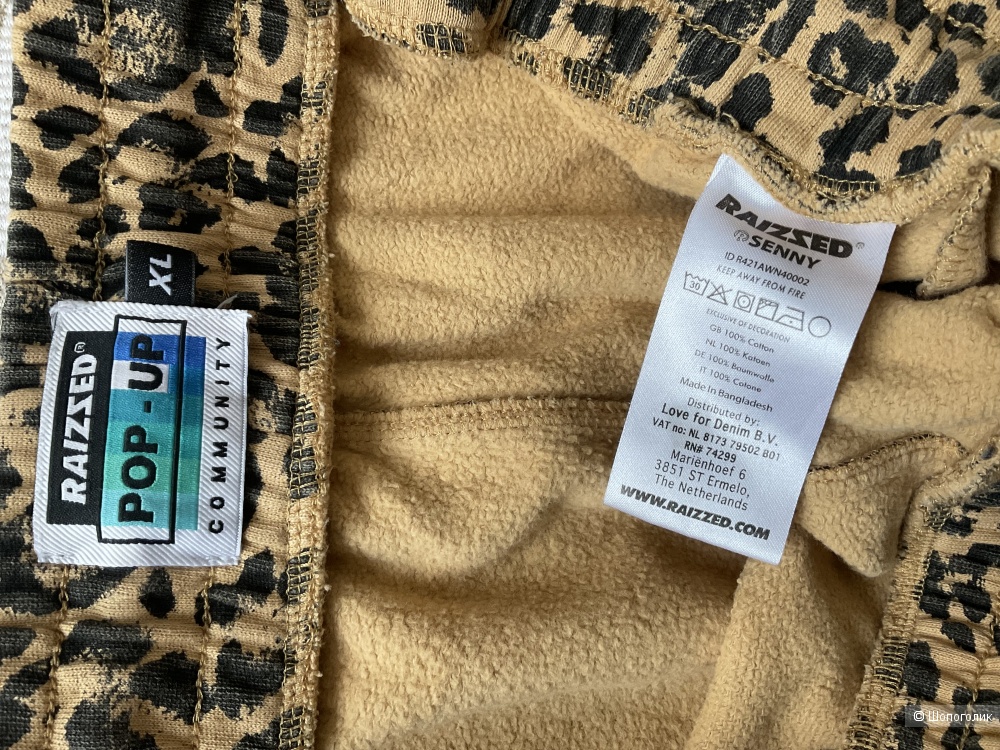 XL
RAIZZED®
POP-UP
COMMUNITY
RAIZZED®
SENNY
ID R421AWN40002
KEEP AWAY FROM FIRE
30
EXCLUSIVE OF DECORATION
GB 100% Cotton
NL 100% Katoen
DE 100% Baumwolle
IT 100% Cotone
Made in Bangladesh
Distributed by:
Love for Denim B.V.
VAT no: NL 8173 79502 B01
RN# 74299
Mariënhoef 6
3851 ST Ermelo,
The Netherlands
WWW.RAIZZED.COM
© Шопоголик